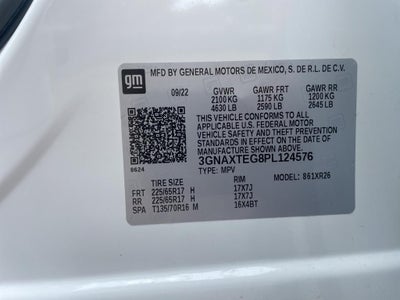 gm
MFD BY GENERAL MOTORS DE MEXICO, S. DE R.L. DE C.V.
09/22 GVWR GAWR FRT GAWR RR
2100 KG 1175 KG 1200 KG
4630 LB 2590 LB 2645 LB
THIS VEHICLE CONFORMS TO ALL
APPLICABLE U.S. FEDERAL MOTOR
VEHICLE SAFETY AND THEFT PREVENTION
STANDARDS IN EFFECT ON THE DATE OF
MANUFACTURE SHOWN ABOVE.
3GNAXTEG8PL124576
8624 TYPE: MPV MODEL: 861XR26
TIRE SIZE RIM
FRT 225/65R17 H 17X7J
RR 225/65R17 H 17X7J
SPA T135/70R16 M 16X4BT